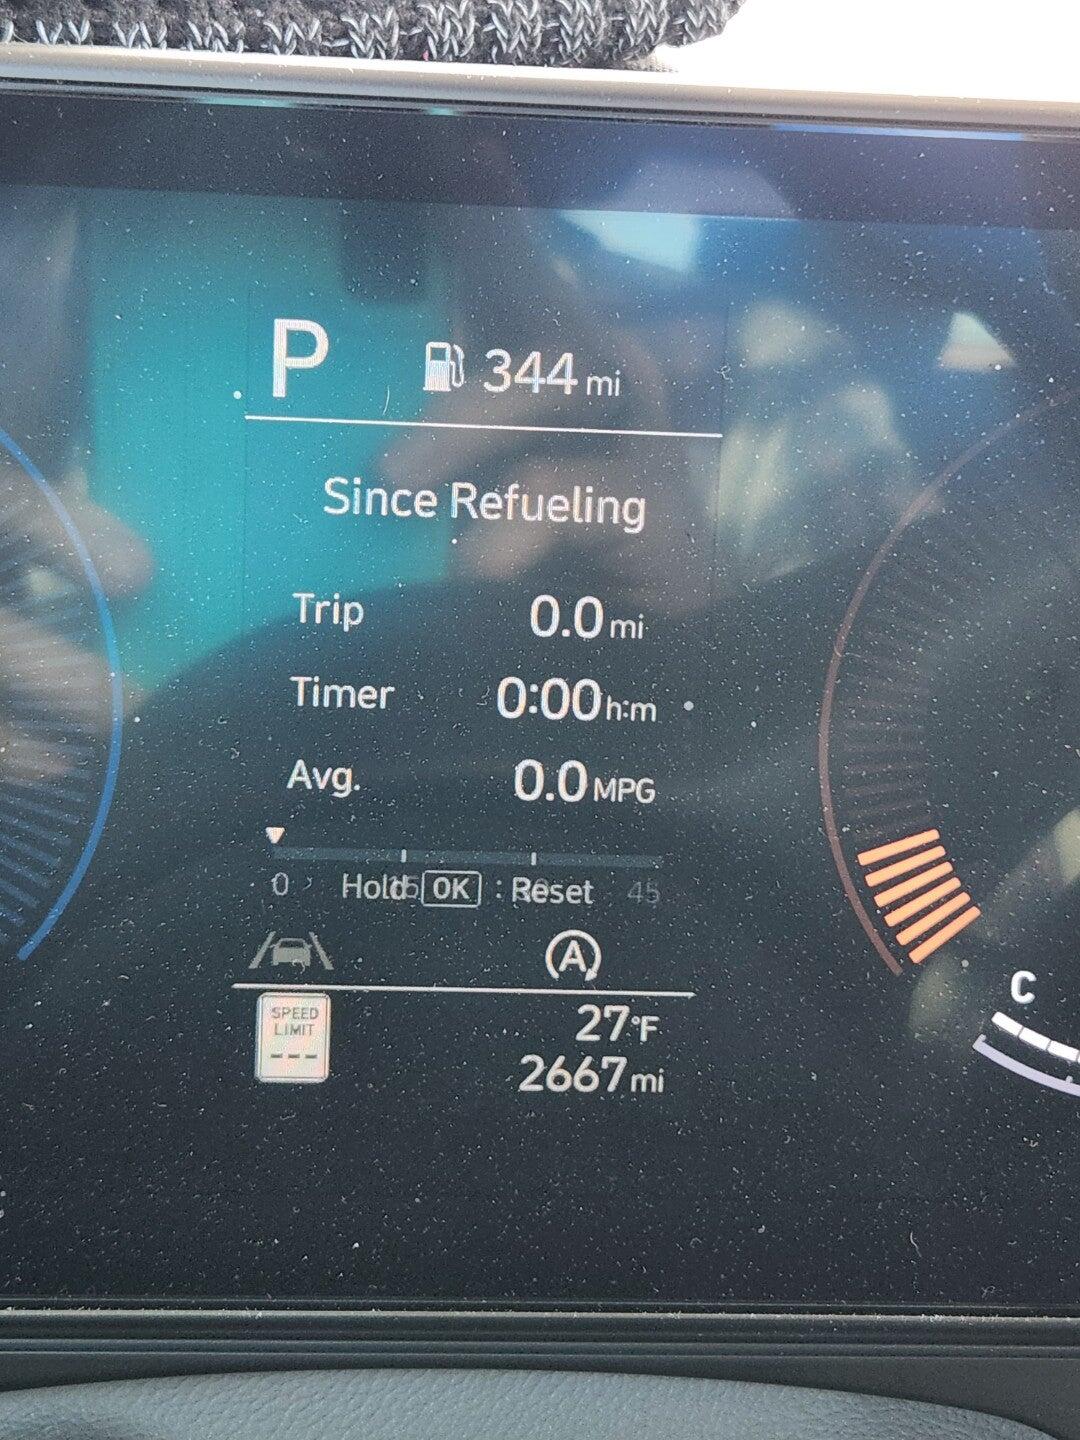 P 344 mi
Since Refueling
Trip 0.0 mi
Timer 0:00 h:m
Avg. 0.0 MPG
0 45
Hold OK : Reset
A
SPEED
LIMIT
---
27°F
2667 mi
C